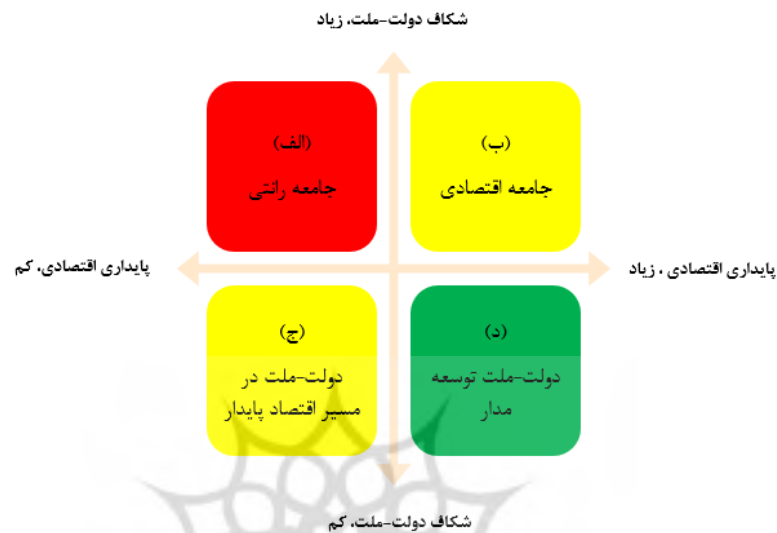 شکاف دولت-ملت، زیاد
(الف)
جامعه رانتی
(ب)
جامعه اقتصادی
پایداری اقتصادی، کم
پایداری اقتصادی ، زیاد
(ج)
دولت-ملت در
مسیر اقتصاد پایدار
(د)
دولت-ملت توسعه
مدار
شکاف دولت-ملت، کم